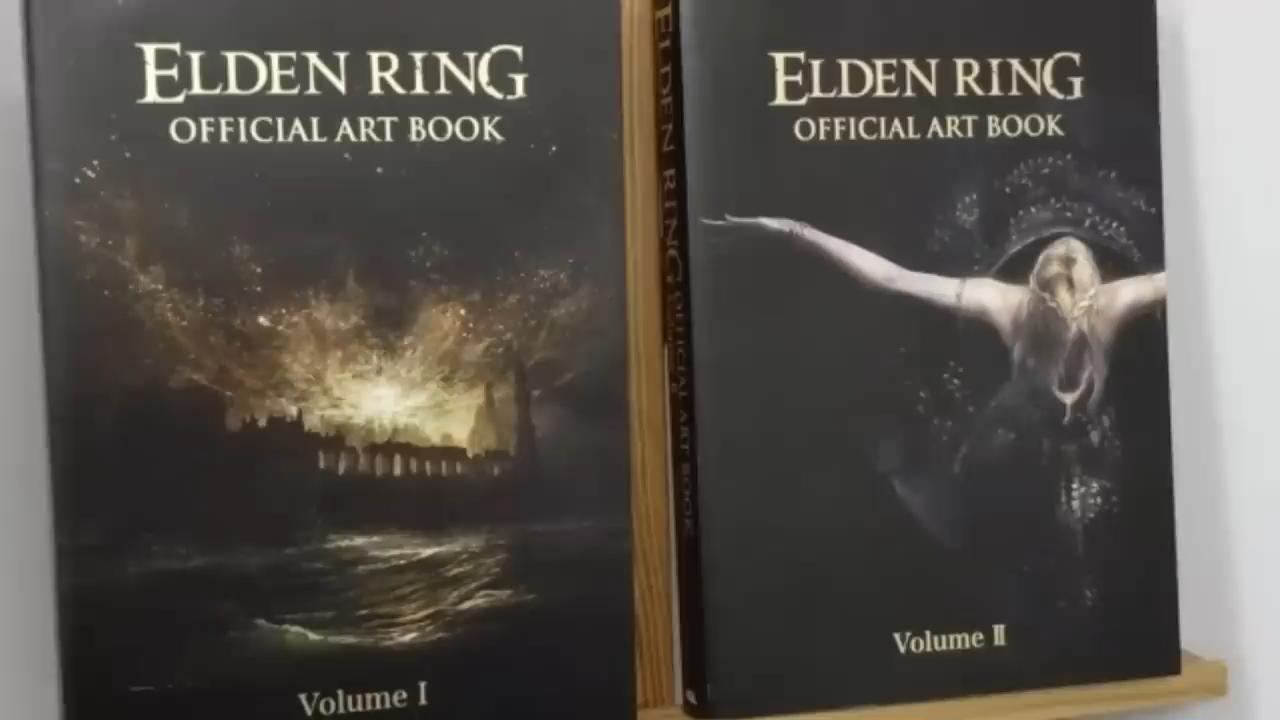 ELDEN RING
OFFICIAL ART BOOK
Volume I
ELDEN RING OFFICIAL ART BOOK
ELDEN RING
OFFICIAL ART BOOK
Volume II